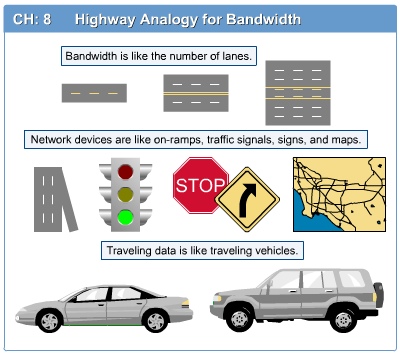 CH: 8 Highway Analogy for Bandwidth
Bandwidth is like the number of lanes.
Network devices are like on-ramps, traffic signals, signs, and maps.
STOP
Traveling data is like traveling vehicles.